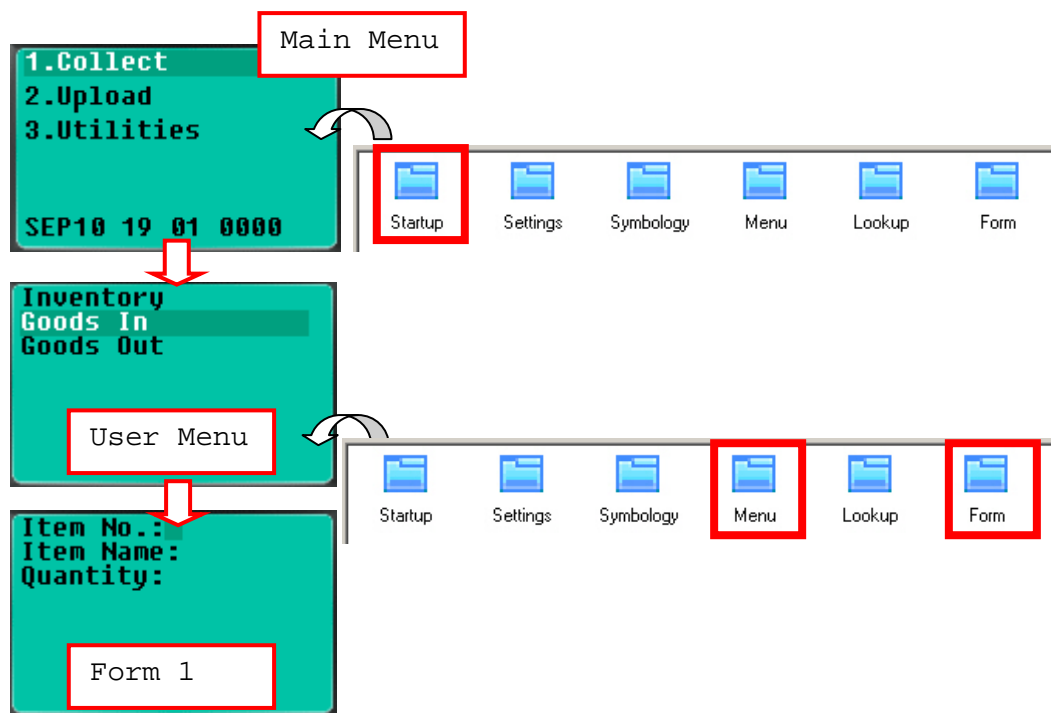 Main Menu
1.Collect
2.Upload
3.Utilities
SEP10 19 01 0000
Startup Settings Symbology Menu Lookup Form
Inventory
Goods In
Goods Out
User Menu
Startup Settings Symbology Menu Lookup Form
Item No.:
Item Name:
Quantity:
Form 1